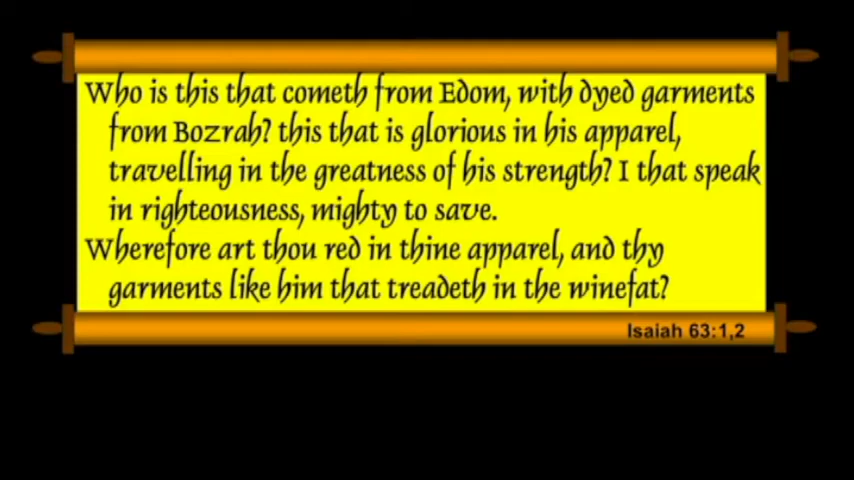 Who is this that cometh from Edom, with dyed garments
from Bozrah? this that is glorious in his apparel,
travelling in the greatness of his strength? I that speak
in righteousness, mighty to save.
Wherefore art thou red in thine apparel, and thy
garments like him that treadeth in the winefat?
Isaiah 63:1,2